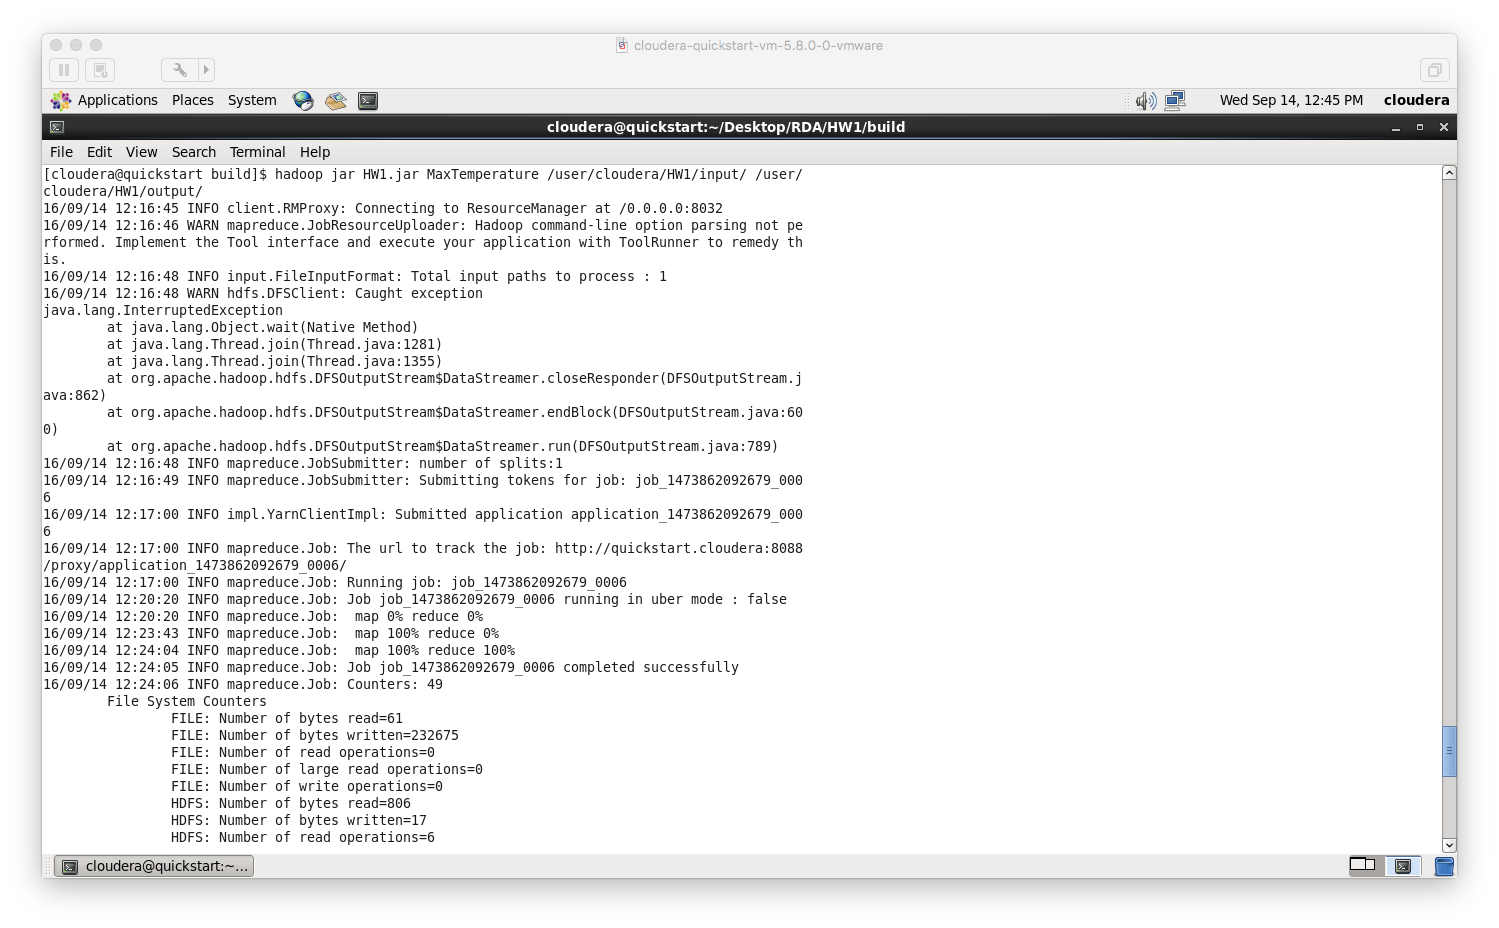 cloudera-quickstart-vm-5.8.0-0-vmware
Applications Places System Wed Sep 14, 12:45 PM cloudera
cloudera@quickstart:~/Desktop/RDA/HW1/build
File Edit View Search Terminal Help
[cloudera@quickstart build]$ hadoop jar HW1.jar MaxTemperature /user/cloudera/HW1/input/ /user/
cloudera/HW1/output/
16/09/14 12:16:45 INFO client.RMProxy: Connecting to ResourceManager at /0.0.0.0:8032
16/09/14 12:16:46 WARN mapreduce.JobResourceUploader: Hadoop command-line option parsing not pe
rformed. Implement the Tool interface and execute your application with ToolRunner to remedy th
is.
16/09/14 12:16:48 INFO input.FileInputFormat: Total input paths to process : 1
16/09/14 12:16:48 WARN hdfs.DFSClient: Caught exception
java.lang.InterruptedException
at java.lang.Object.wait(Native Method)
at java.lang.Thread.join(Thread.java:1281)
at java.lang.Thread.join(Thread.java:1355)
at org.apache.hadoop.hdfs.DFSOutputStream$DataStreamer.closeResponder(DFSOutputStream.j
ava:862)
at org.apache.hadoop.hdfs.DFSOutputStream$DataStreamer.endBlock(DFSOutputStream.java:60
0)
at org.apache.hadoop.hdfs.DFSOutputStream$DataStreamer.run(DFSOutputStream.java:789)
16/09/14 12:16:48 INFO mapreduce.JobSubmitter: number of splits:1
16/09/14 12:16:49 INFO mapreduce.JobSubmitter: Submitting tokens for job: job_1473862092679_000
6
16/09/14 12:17:00 INFO impl.YarnClientImpl: Submitted application application_1473862092679_000
6
16/09/14 12:17:00 INFO mapreduce.Job: The url to track the job: http://quickstart.cloudera:8088
/proxy/application_1473862092679_0006/
16/09/14 12:17:00 INFO mapreduce.Job: Running job: job_1473862092679_0006
16/09/14 12:20:20 INFO mapreduce.Job: Job job_1473862092679_0006 running in uber mode : false
16/09/14 12:20:20 INFO mapreduce.Job:  map 0% reduce 0%
16/09/14 12:23:43 INFO mapreduce.Job:  map 100% reduce 0%
16/09/14 12:24:04 INFO mapreduce.Job:  map 100% reduce 100%
16/09/14 12:24:05 INFO mapreduce.Job: Job job_1473862092679_0006 completed successfully
16/09/14 12:24:06 INFO mapreduce.Job: Counters: 49
File System Counters
FILE: Number of bytes read=61
FILE: Number of bytes written=232675
FILE: Number of read operations=0
FILE: Number of large read operations=0
FILE: Number of write operations=0
HDFS: Number of bytes read=806
HDFS: Number of bytes written=17
HDFS: Number of read operations=6
cloudera@quickstart:~...